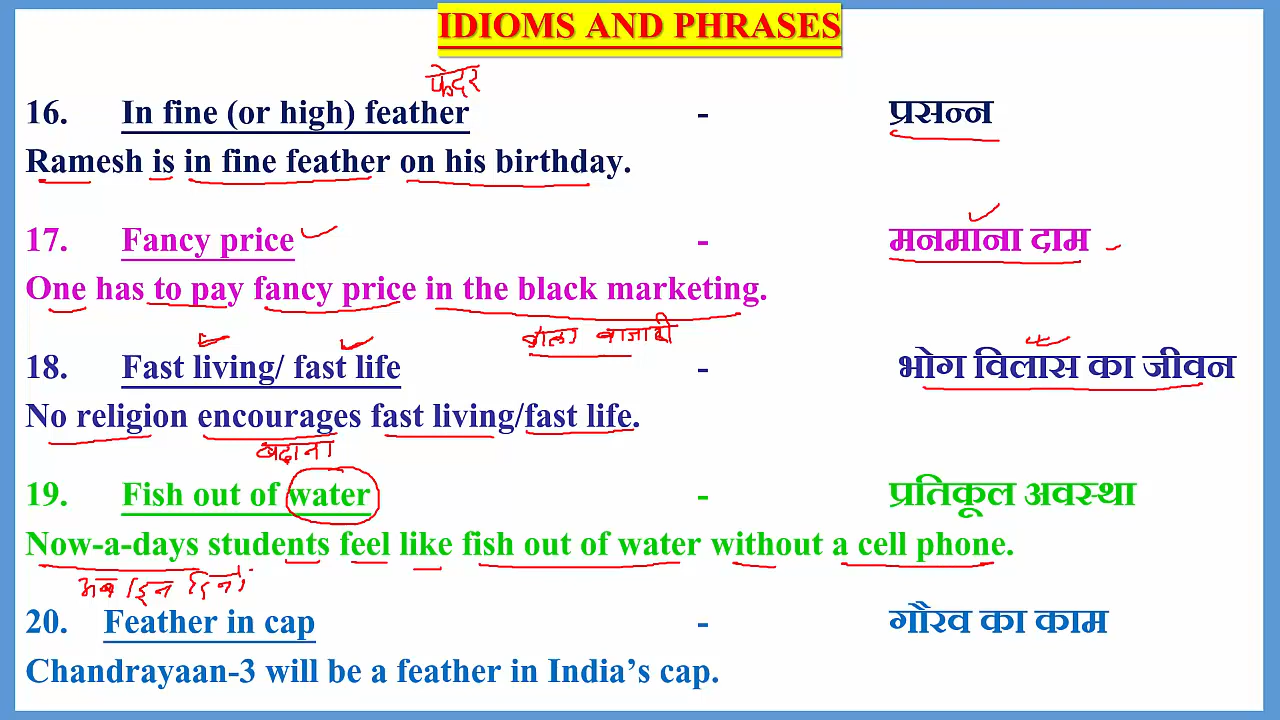 IDIOMS AND PHRASES
फेदर
16. In fine (or high) feather - प्रसन्न
Ramesh is in fine feather on his birthday.
17. Fancy price - मनमाना दाम
One has to pay fancy price in the black marketing.
काला बाजारी
18. Fast living/ fast life - भोग विलास का जीवन
No religion encourages fast living/fast life.
बढ़ाना
19. Fish out of water - प्रतिकूल अवस्था
Now-a-days students feel like fish out of water without a cell phone.
अब इन दिनों
20. Feather in cap - गौरव का काम
Chandrayaan-3 will be a feather in India’s cap.